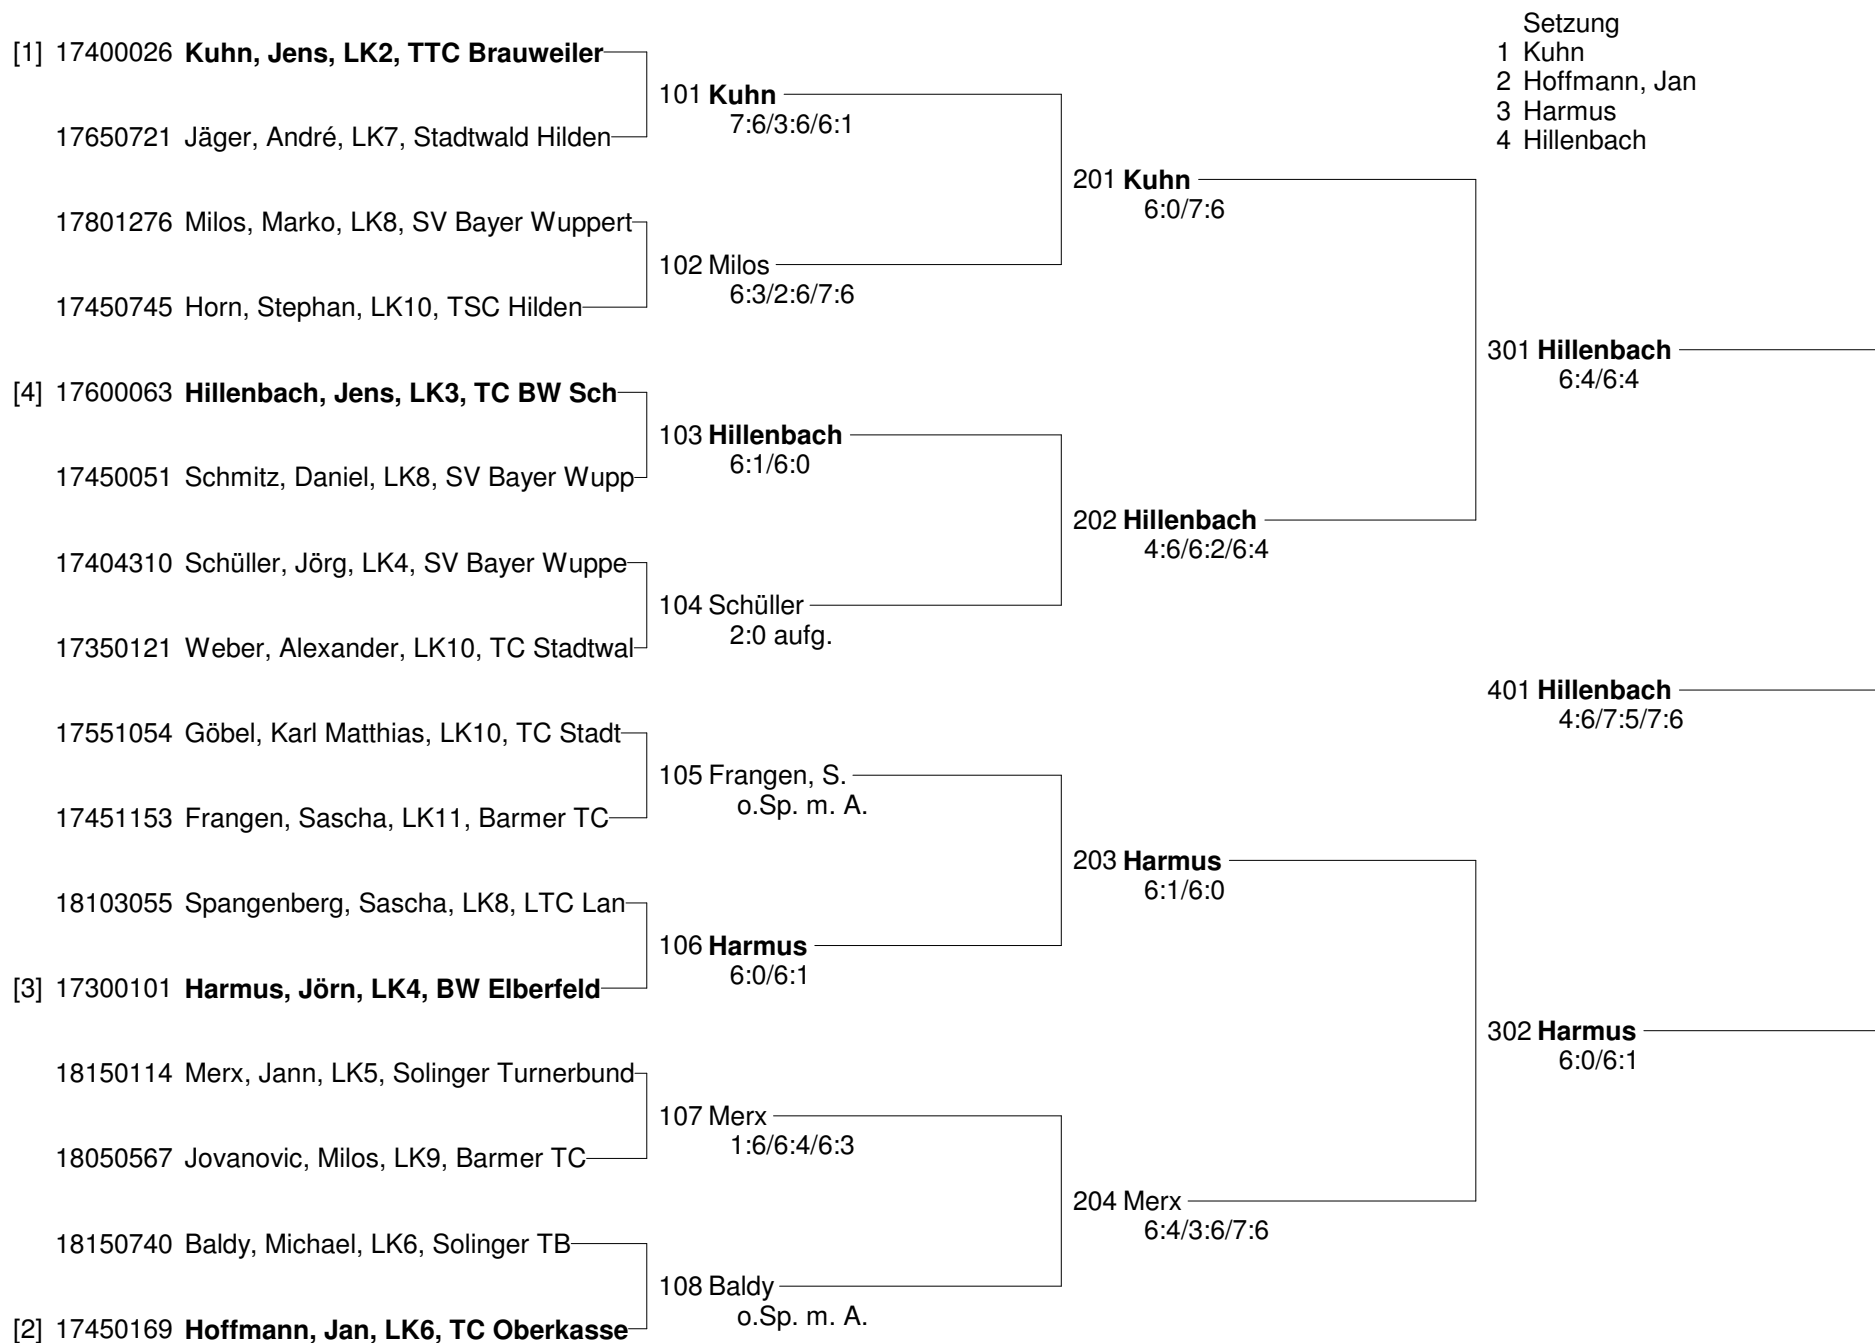 Setzung
1 Kuhn
2 Hoffmann, Jan
3 Harmus
4 Hillenbach
[1] 17400026 Kuhn, Jens, LK2, TTC Brauweiler
101 Kuhn
7:6/3:6/6:1
17650721 Jäger, André, LK7, Stadtwald Hilden
201 Kuhn
6:0/7:6
17801276 Milos, Marko, LK8, SV Bayer Wuppert
102 Milos
6:3/2:6/7:6
17450745 Horn, Stephan, LK10, TSC Hilden
301 Hillenbach
6:4/6:4
[4] 17600063 Hillenbach, Jens, LK3, TC BW Sch
103 Hillenbach
6:1/6:0
17450051 Schmitz, Daniel, LK8, SV Bayer Wupp
202 Hillenbach
4:6/6:2/6:4
17404310 Schüller, Jörg, LK4, SV Bayer Wuppe
104 Schüller
2:0 aufg.
17350121 Weber, Alexander, LK10, TC Stadtwal
401 Hillenbach
4:6/7:5/7:6
17551054 Göbel, Karl Matthias, LK10, TC Stadt
105 Frangen, S.
o.Sp. m. A.
17451153 Frangen, Sascha, LK11, Barmer TC
203 Harmus
6:1/6:0
18103055 Spangenberg, Sascha, LK8, LTC Lan
106 Harmus
6:0/6:1
[3] 17300101 Harmus, Jörn, LK4, BW Elberfeld
302 Harmus
6:0/6:1
18150114 Merx, Jann, LK5, Solinger Turnerbund
107 Merx
1:6/6:4/6:3
18050567 Jovanovic, Milos, LK9, Barmer TC
204 Merx
6:4/3:6/7:6
18150740 Baldy, Michael, LK6, Solinger TB
108 Baldy
o.Sp. m. A.
[2] 17450169 Hoffmann, Jan, LK6, TC Oberkasse